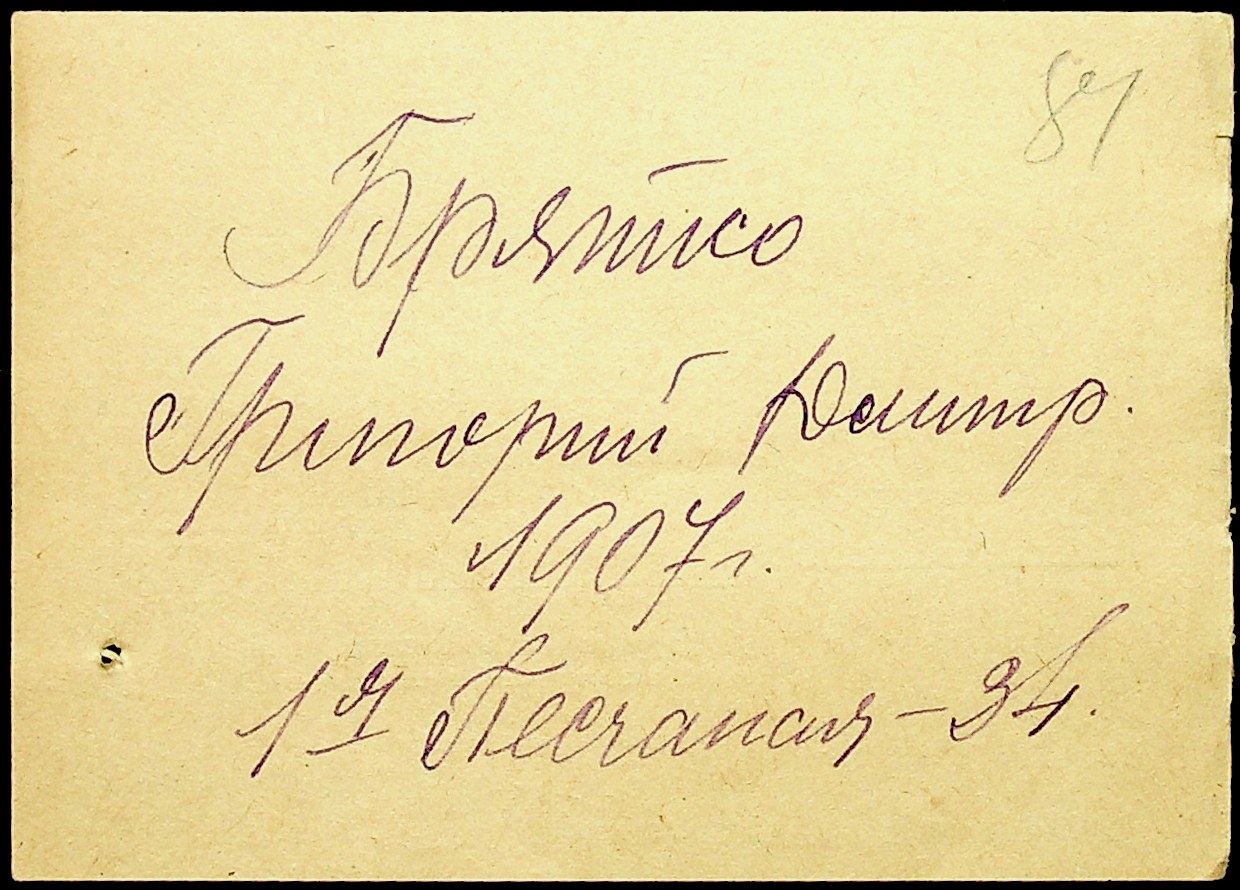 87
Брятко
Григорий Дмитр.
1907 г.
1я Песчаная – 34.